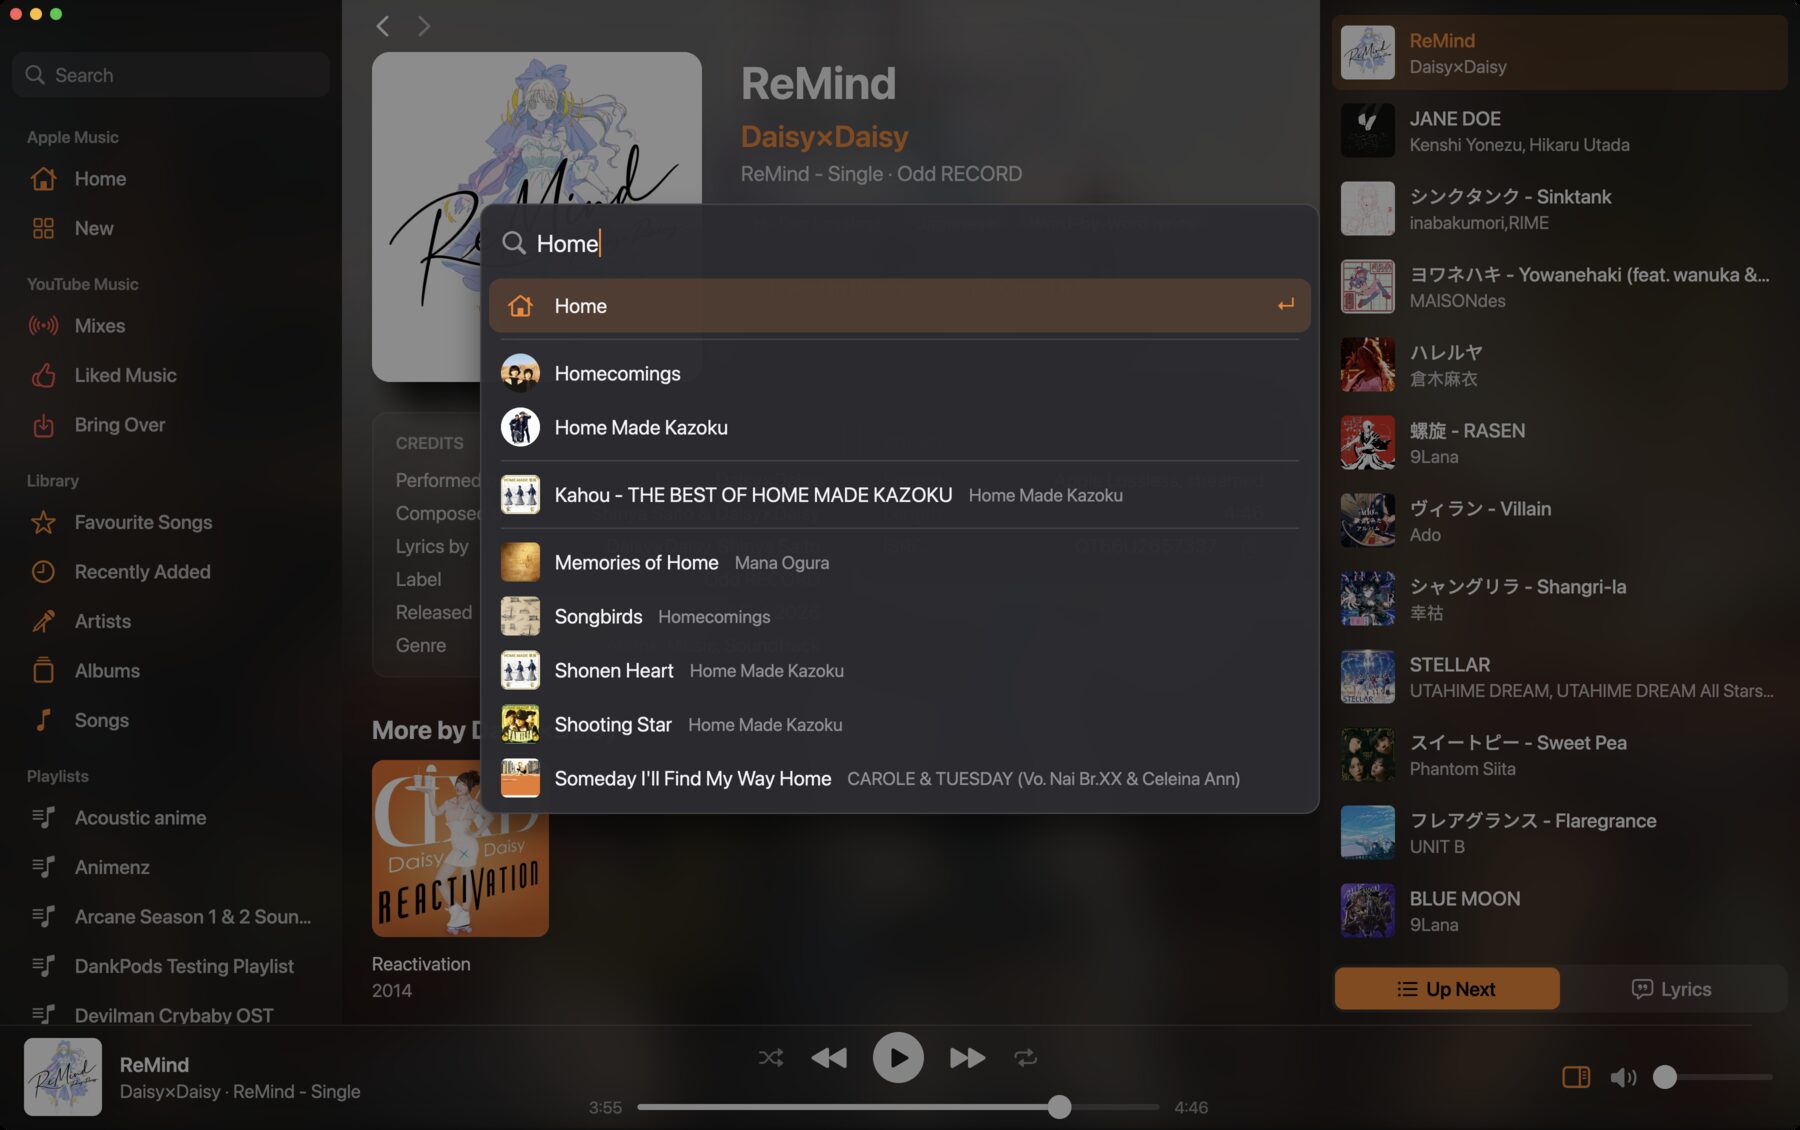 Search
Apple Music
Home
New
YouTube Music
Mixes
Liked Music
Bring Over
Library
Favourite Songs
Recently Added
Artists
Albums
Songs
Playlists
Acoustic anime
Animenz
Arcane Season 1 & 2 Soun...
DankPods Testing Playlist
Devilman Crybaby OST
ReMind
ReMind
Daisy×Daisy
ReMind - Single · Odd RECORD
Home
Home
Homecomings
Home Made Kazoku
Kahou - THE BEST OF HOME MADE KAZOKU Home Made Kazoku
Memories of Home Mana Ogura
Songbirds Homecomings
Shonen Heart Home Made Kazoku
Shooting Star Home Made Kazoku
Someday I'll Find My Way Home CAROLE & TUESDAY (Vo. Nai Br.XX & Celeina Ann)
CREDITS
Performed
Lyrics by
Label
Released
Genre
More by
Daisy × Daisy
REACTIVATION
Reactivation
2014
ReMind
Daisy×Daisy
JANE DOE
Kenshi Yonezu, Hikaru Utada
シンクタンク - Sinktank
inabakumori,RIME
ヨワネハキ - Yowanehaki (feat. wanuka &...
MAISONdes
ハレルヤ
倉木麻衣
螺旋 - RASEN
9Lana
ヴィラン - Villain
Ado
シャングリラ - Shangri-la
幸祜
STELLAR
UTAHIME DREAM, UTAHIME DREAM All Stars...
スイートピー - Sweet Pea
Phantom Siita
フレアグランス - Flaregrance
UNIT B
BLUE MOON
9Lana
Up Next
Lyrics
ReMind
Daisy×Daisy · ReMind - Single
3:55
4:46